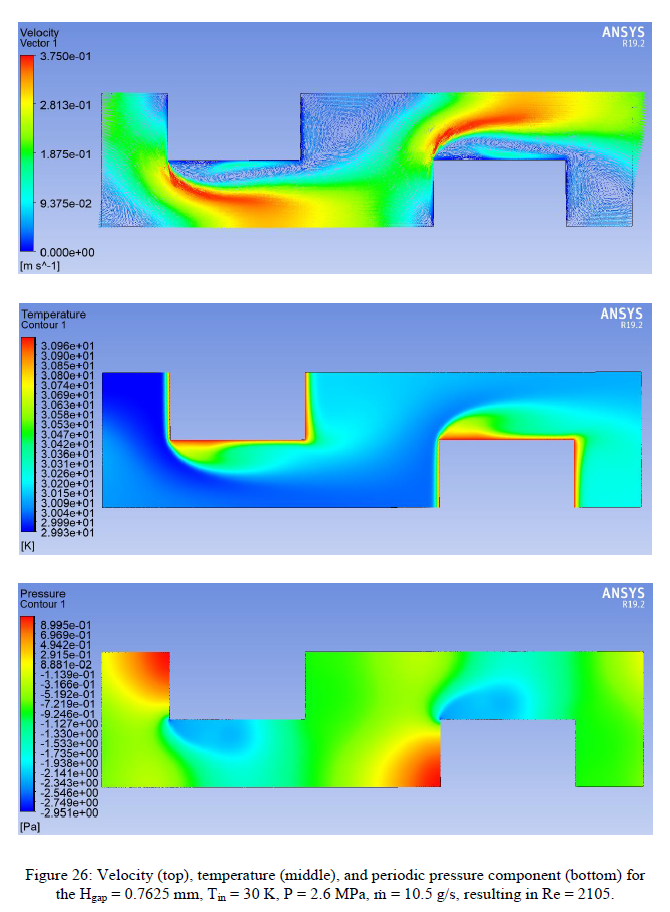 Velocity
Vector 1
ANSYS
R19.2
3.750e-01
2.813e-01
1.875e-01
9.375e-02
0.000e+00
[m s^-1]
Temperature
Contour 1
ANSYS
R19.2
3.096e+01
3.090e+01
3.085e+01
3.080e+01
3.074e+01
3.069e+01
3.063e+01
3.058e+01
3.053e+01
3.047e+01
3.042e+01
3.036e+01
3.031e+01
3.026e+01
3.020e+01
3.015e+01
3.009e+01
3.004e+01
2.999e+01
2.993e+01
[K]
Pressure
Contour 1
ANSYS
R19.2
8.995e-01
6.969e-01
4.942e-01
2.915e-01
8.881e-02
-1.139e-01
-3.166e-01
-5.192e-01
-7.219e-01
-9.246e-01
-1.127e+00
-1.330e+00
-1.533e+00
-1.735e+00
-1.938e+00
-2.141e+00
-2.343e+00
-2.546e+00
-2.749e+00
-2.951e+00
[Pa]
Figure 26: Velocity (top), temperature (middle), and periodic pressure component (bottom) for
the Hgap = 0.7625 mm, Tin = 30 K, P = 2.6 MPa, ṁ = 10.5 g/s, resulting in Re = 2105.